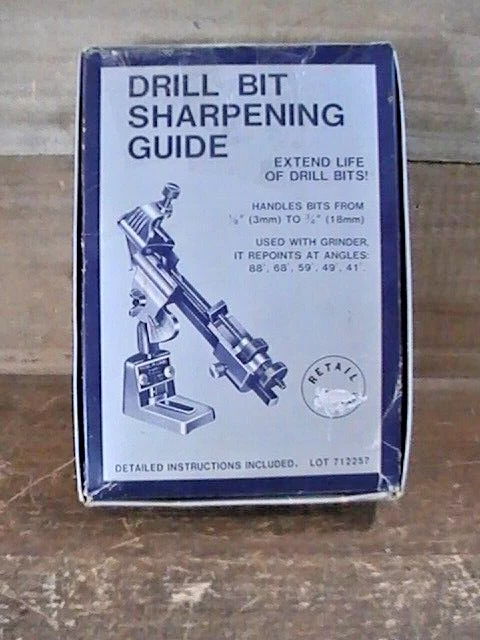 DRILL BIT
SHARPENING
GUIDE
EXTEND LIFE
OF DRILL BITS!
HANDLES BITS FROM
⅛" (3mm) TO ¾" (18mm)
USED WITH GRINDER,
IT REPOINTS AT ANGLES:
88°, 68°, 59°, 49°, 41°.
RETAIL
DETAILED INSTRUCTIONS INCLUDED. LOT 712257